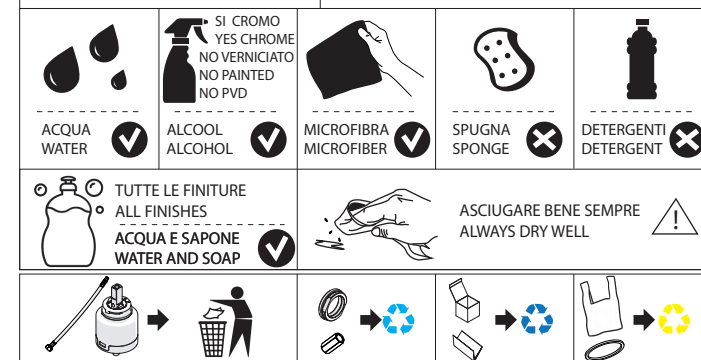 SI CROMO
YES CHROME
NO VERNICIATO
NO PAINTED
NO PVD
ACQUA
WATER
ALCOOL
ALCOHOL
MICROFIBRA
MICROFIBER
SPUGNA
SPONGE
DETERGENTI
DETERGENT
TUTTE LE FINITURE
ALL FINISHES
ACQUA E SAPONE
WATER AND SOAP
ASCIUGARE BENE SEMPRE
ALWAYS DRY WELL
!